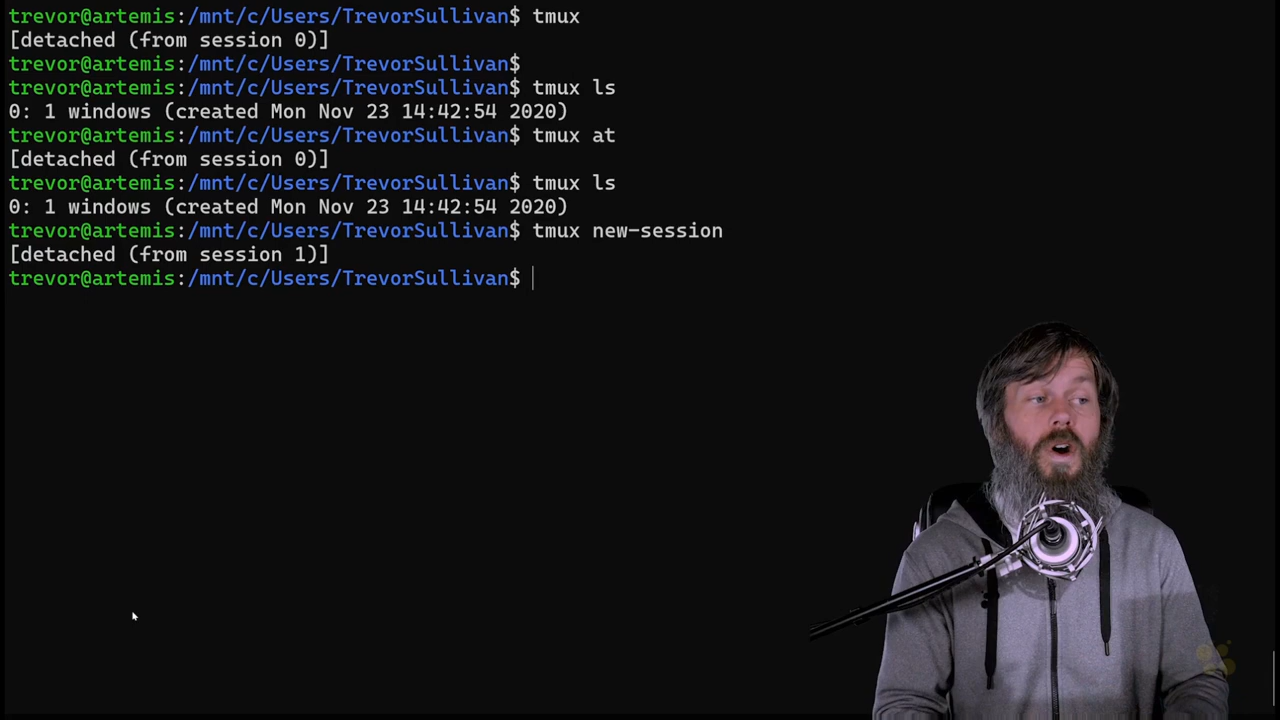 trevor@artemis:/mnt/c/Users/TrevorSullivan$ tmux
[detached (from session 0)]
trevor@artemis:/mnt/c/Users/TrevorSullivan$
trevor@artemis:/mnt/c/Users/TrevorSullivan$ tmux ls
0: 1 windows (created Mon Nov 23 14:42:54 2020)
trevor@artemis:/mnt/c/Users/TrevorSullivan$ tmux at
[detached (from session 0)]
trevor@artemis:/mnt/c/Users/TrevorSullivan$ tmux ls
0: 1 windows (created Mon Nov 23 14:42:54 2020)
trevor@artemis:/mnt/c/Users/TrevorSullivan$ tmux new-session
[detached (from session 1)]
trevor@artemis:/mnt/c/Users/TrevorSullivan$